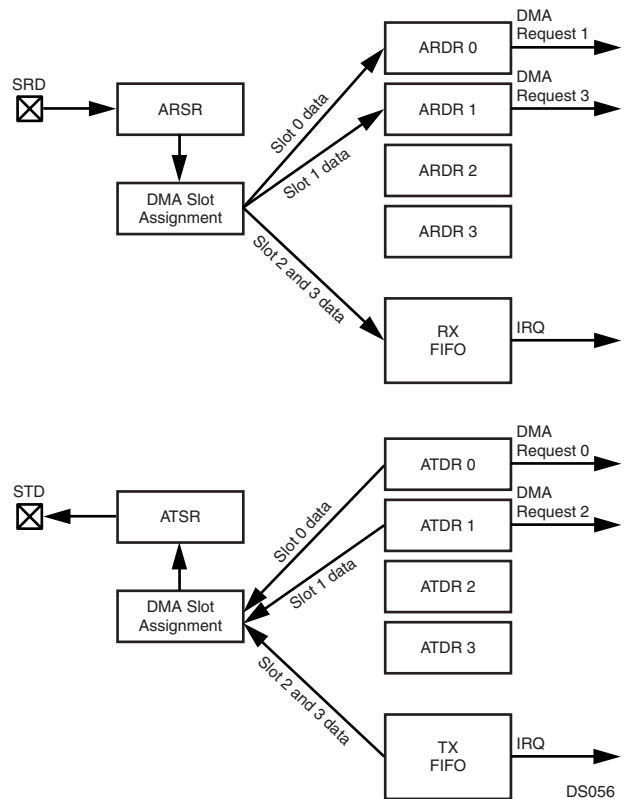 SRD
ARSR
DMA Slot
Assignment
Slot 0 data
Slot 1 data
Slot 2 and 3 data
ARDR 0
DMA
Request 1
ARDR 1
DMA
Request 3
ARDR 2
ARDR 3
RX
FIFO
IRQ
STD
ATSR
DMA Slot
Assignment
Slot 0 data
Slot 1 data
Slot 2 and 3 data
ATDR 0
DMA
Request 0
ATDR 1
DMA
Request 2
ATDR 2
ATDR 3
TX
FIFO
IRQ
DS056